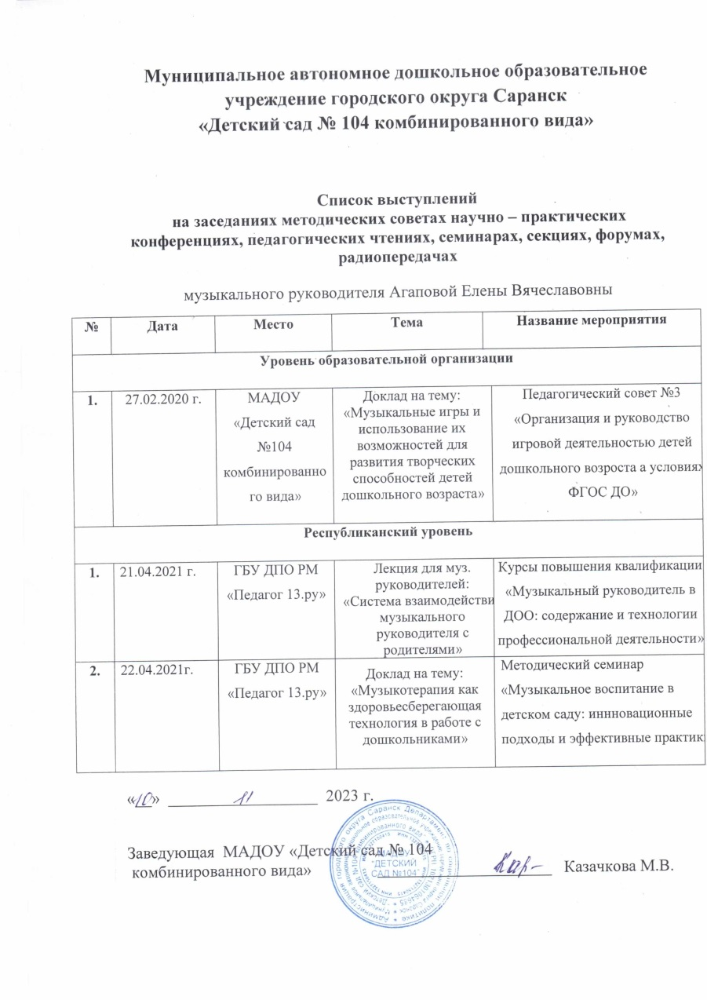 Муниципальное автономное дошкольное образовательное
учреждение городского округа Саранск
«Детский сад № 104 комбинированного вида»
Список выступлений
на заседаниях методических советах научно – практических
конференциях, педагогических чтениях, семинарах, секциях, форумах,
радиопередачах
музыкального руководителя Агаповой Елены Вячеславовны
№ Дата Место Тема Название мероприятия
Уровень образовательной организации
1. 27.02.2020 г.
МАДОУ
«Детский сад
№104
комбинированно
го вида»
Доклад на тему:
«Музыкальные игры и
использование их
возможностей для
развития творческих
способностей детей
дошкольного возраста»
Педагогический совет №3
«Организация и руководство
игровой деятельностью детей
дошкольного возроста а условиях
ФГОС ДО»
Республиканский уровень
1. 21.04.2021 г.
ГБУ ДПО РМ
«Педагог 13.ру»
Лекция для муз.
руководителей:
«Система взаимодействи
музыкального
руководителя с
родителями»
Курсы повышения квалификации
«Музыкальный руководитель в
ДОО: содержание и технологии
профессиональной деятельности»
2. 22.04.2021г.
ГБУ ДПО РМ
«Педагог 13.ру»
Доклад на тему:
«Музыкотерапия как
здоровьесберегающая
технология в работе с
дошкольниками»
Методический семинар
«Музыкальное воспитание в
детском саду: иннновационные
подходы и эффективные практик
«10» 11 2023 г.
Заведующая МАДОУ «Детский сад № 104
комбинированного вида» Казачкова М.В.
МАДОУ
"ДЕТСКИЙ
САД №104"